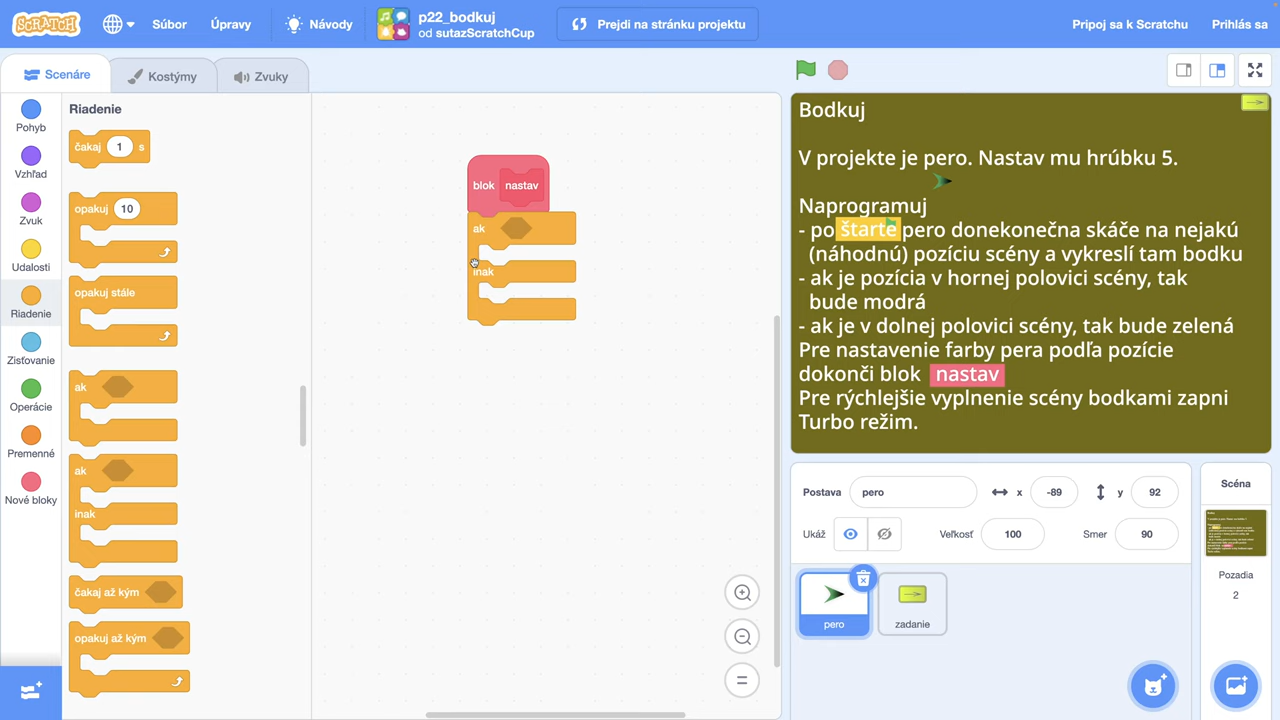 SCRATCH
Súbor
Úpravy
Návody
p22_bodkuj
od sutazScratchCup
Prejdi na stránku projektu
Pripoj sa k Scratchu
Prihlás sa
Scenáre
Kostýmy
Zvuky
Pohyb
Vzhľad
Zvuk
Udalosti
Riadenie
Zisťovanie
Operácie
Premenné
Nové bloky
Riadenie
čakaj 1 s
opakuj 10
opakuj stále
ak
ak
inak
čakaj až kým
opakuj až kým
blok nastav
ak
inak
Bodkuj
V projekte je pero. Nastav mu hrúbku 5.
Naprogramuj
- po štarte pero donekonečna skáče na nejakú
(náhodnú) pozíciu scény a vykreslí tam bodku
- ak je pozícia v hornej polovici scény, tak
bude modrá
- ak je v dolnej polovici scény, tak bude zelená
Pre nastavenie farby pera podľa pozície
dokonči blok nastav
Pre rýchlejšie vyplnenie scény bodkami zapni
Turbo režim.
Postava pero x -89 y 92
Ukáž Veľkosť 100 Smer 90
pero
zadanie
Scéna
Pozadia
2